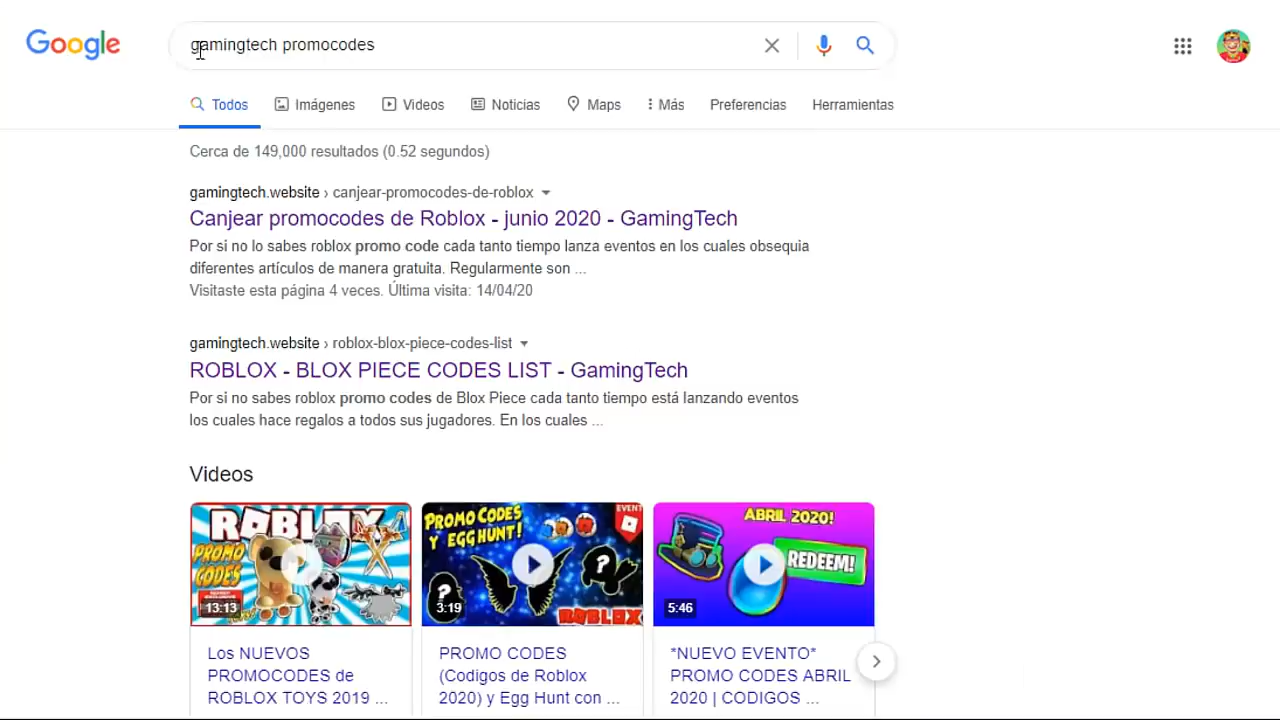 Google
gamingtech promocodes
Todos Imágenes Videos Noticias Maps Más Preferencias Herramientas
Cerca de 149,000 resultados (0.52 segundos)
gamingtech.website › canjear-promocodes-de-roblox
Canjear promocodes de Roblox - junio 2020 - GamingTech
Por si no lo sabes roblox promo code cada tanto tiempo lanza eventos en los cuales obsequia
diferentes artículos de manera gratuita. Regularmente son ...
Visitaste esta página 4 veces. Última visita: 14/04/20
gamingtech.website › roblox-blox-piece-codes-list
ROBLOX - BLOX PIECE CODES LIST - GamingTech
Por si no sabes roblox promo codes de Blox Piece cada tanto tiempo está lanzando eventos
los cuales hace regalos a todos sus jugadores. En los cuales ...
Videos
ROBLOX
PROMO
CODES
13:13
Los NUEVOS
PROMOCODES de
ROBLOX TOYS 2019 ...
PROMO CODES
Y EGG HUNT!
EVENT
?
?
3:19
ROBLOX
PROMO CODES
(Codigos de Roblox
2020) y Egg Hunt con ...
ABRIL 2020!
REDEEM!
5:46
*NUEVO EVENTO*
PROMO CODES ABRIL
2020 | CODIGOS ...